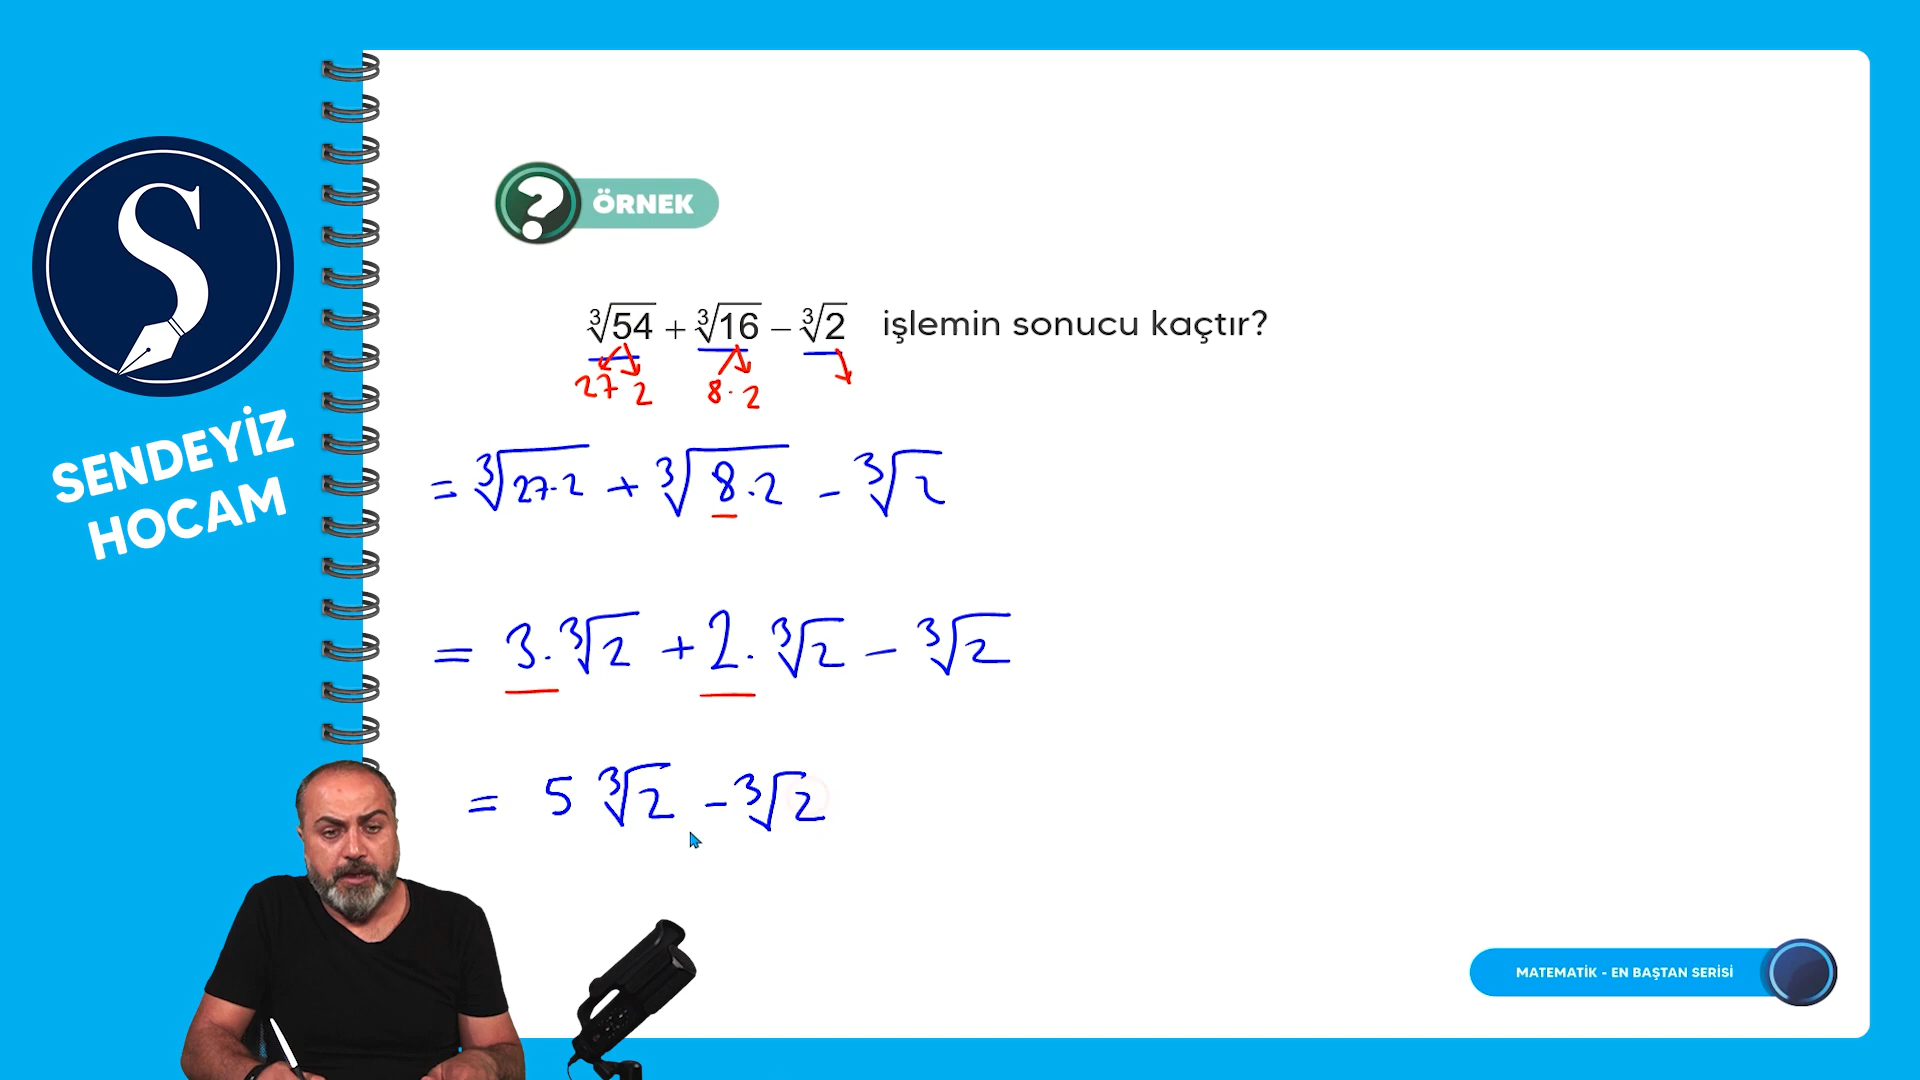 SENDEYİZ
HOCAM
ÖRNEK
∛54 + ∛16 − ∛2 işlemin sonucu kaçtır?
27 2 8·2
= ∛27·2 + ∛8·2 − ∛2
= 3·∛2 + 2·∛2 − ∛2
= 5 ∛2 − ∛2
MATEMATİK - EN BAŞTAN SERİSİ